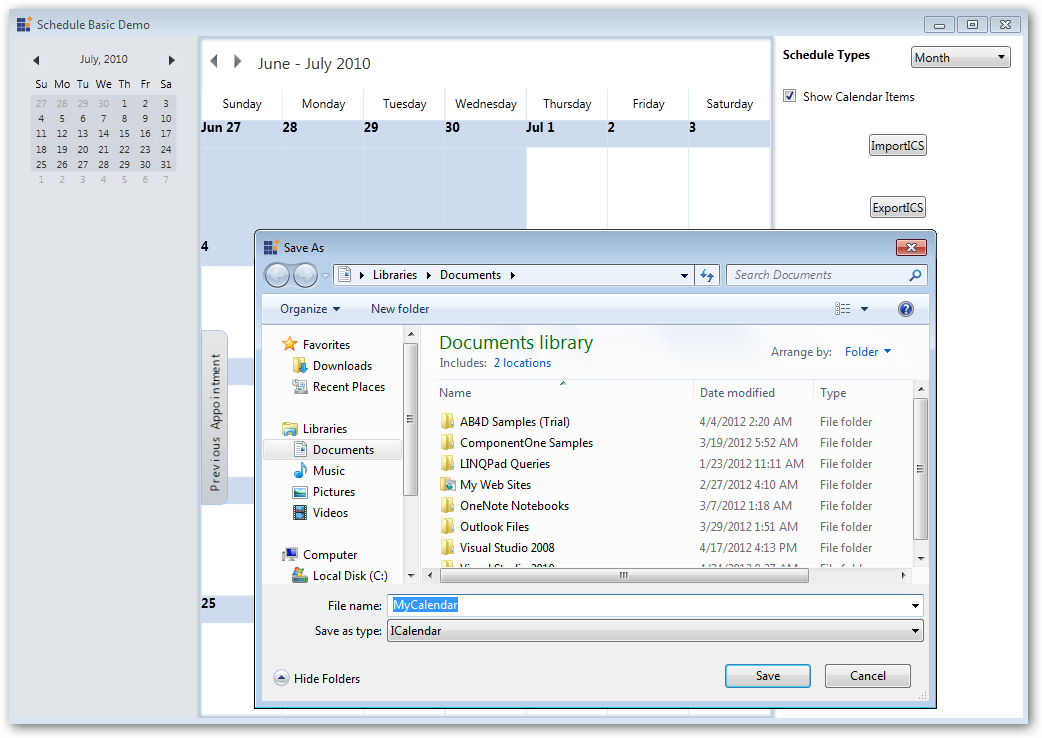 Schedule Basic Demo
July, 2010
Su Mo Tu We Th Fr Sa
27 28 29 30 1 2 3
4 5 6 7 8 9 10
11 12 13 14 15 16 17
18 19 20 21 22 23 24
25 26 27 28 29 30 31
1 2 3 4 5 6 7
June - July 2010
Sunday Monday Tuesday Wednesday Thursday Friday Saturday
Jun 27 28 29 30 Jul 1 2 3
4
25
Previous Appointment
Schedule Types
Month
Show Calendar Items
ImportICS
ExportICS
Save As
Libraries Documents
Search Documents
Organize New folder
Favorites
Downloads
Recent Places
Libraries
Documents
Music
Pictures
Videos
Computer
Local Disk (C:)
Documents library
Includes: 2 locations
Arrange by: Folder
Name Date modified Type
AB4D Samples (Trial) 4/4/2012 2:20 AM File folder
ComponentOne Samples 3/19/2012 5:52 AM File folder
LINQPad Queries 1/23/2012 11:11 AM File folder
My Web Sites 2/27/2012 4:10 AM File folder
OneNote Notebooks 3/7/2012 1:18 AM File folder
Outlook Files 3/29/2012 1:51 AM File folder
Visual Studio 2008 4/17/2012 4:13 PM File folder
Visual Studio 2010
File name: MyCalendar
Save as type: ICalendar
Hide Folders
Save
Cancel